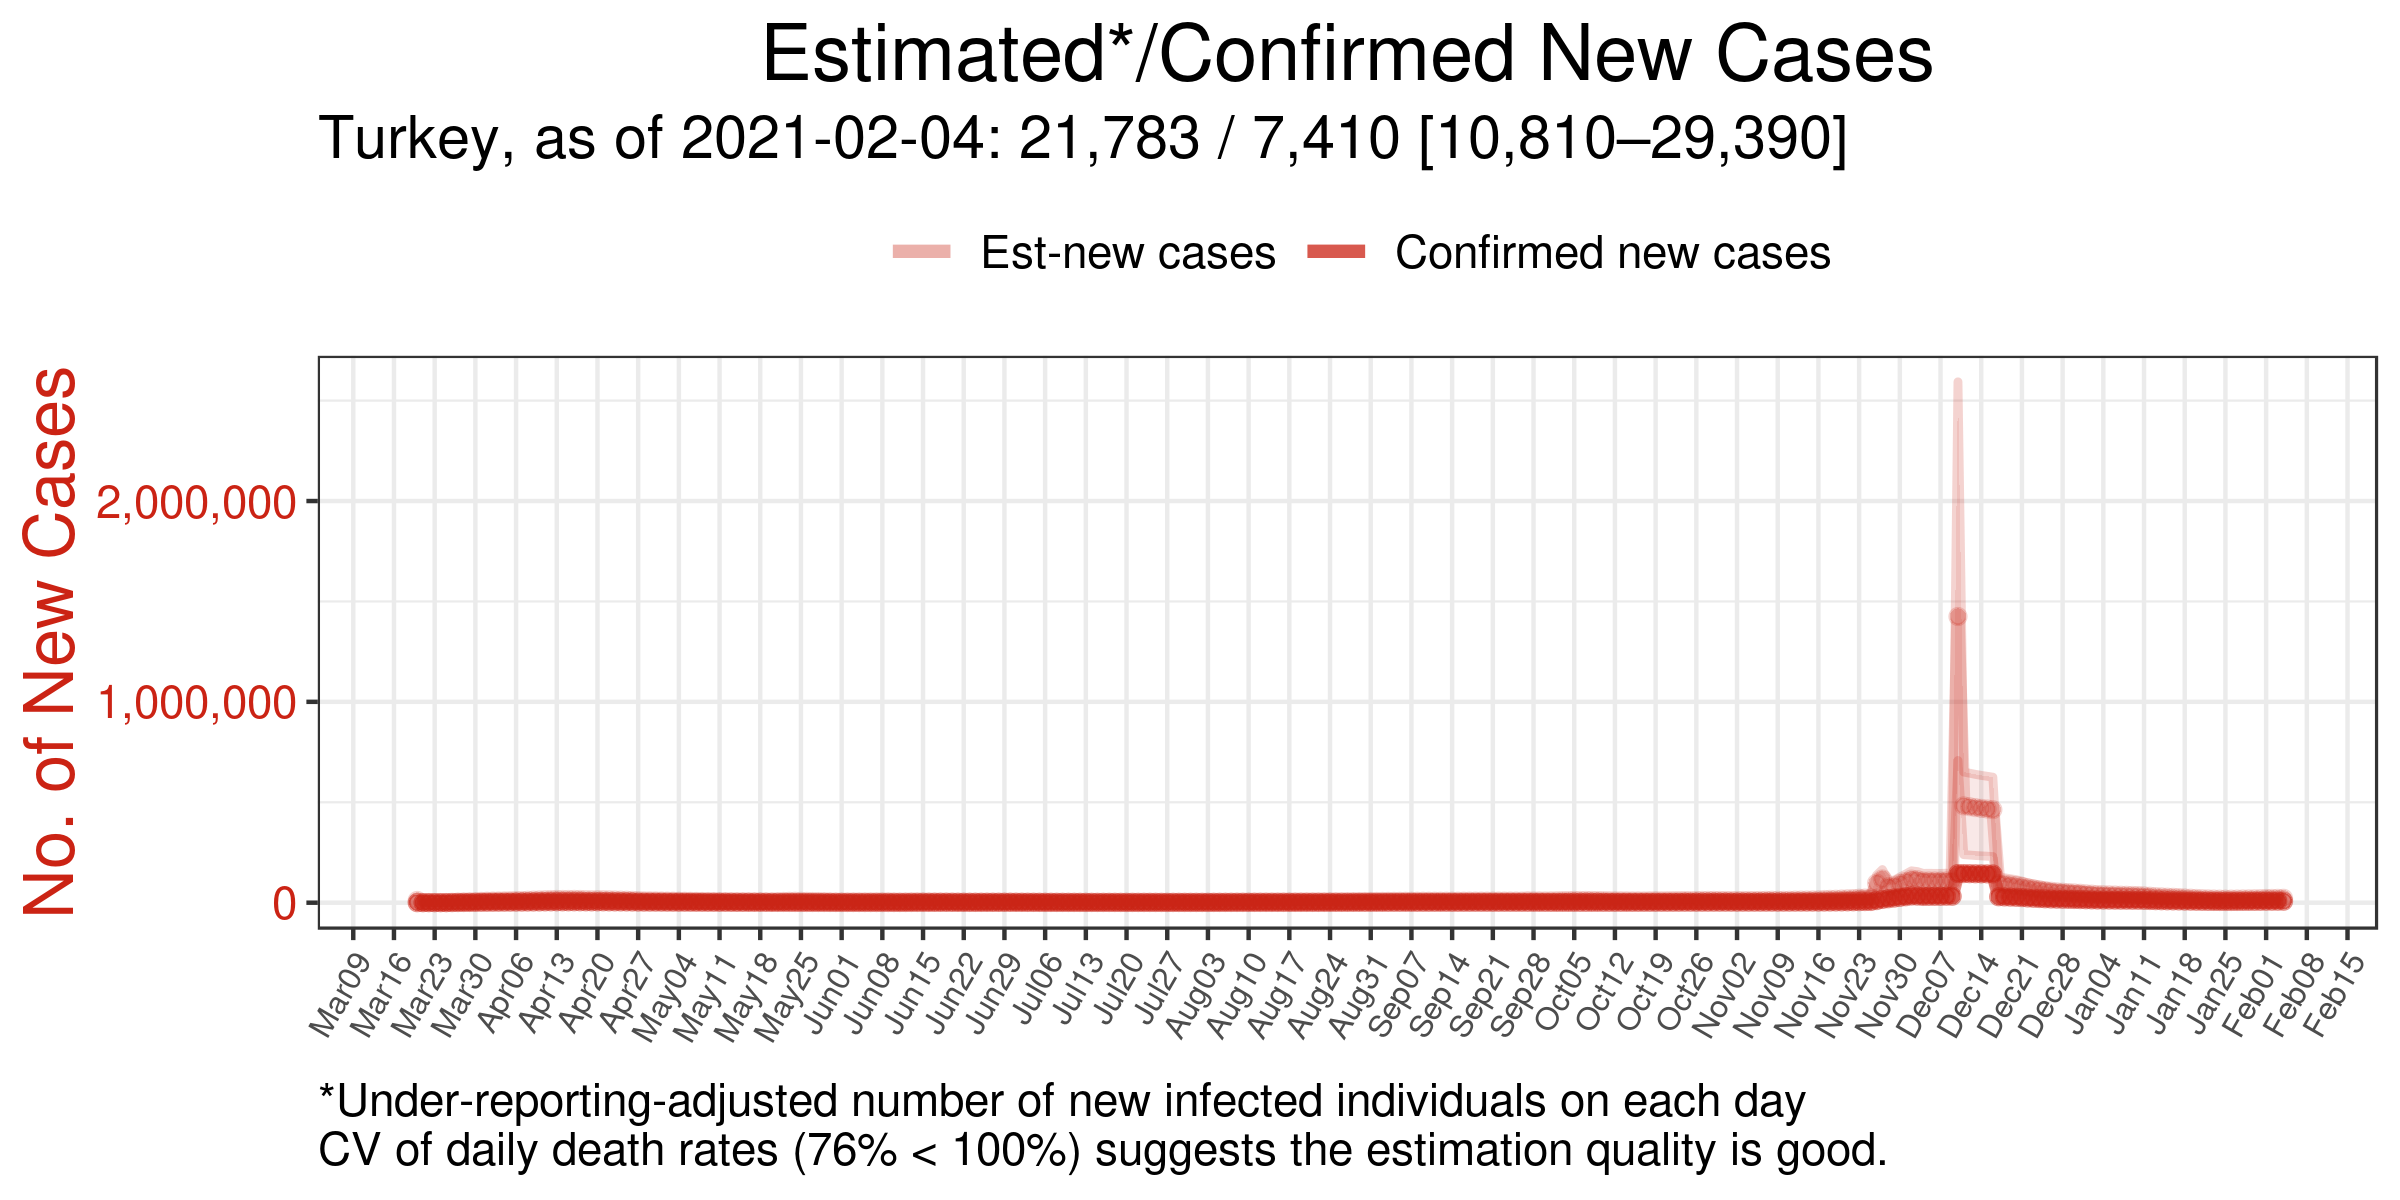 Estimated*/Confirmed New Cases
Turkey, as of 2021-02-04: 21,783 / 7,410 [10,810–29,390]
Est-new cases
Confirmed new cases
No. of New Cases
2,000,000
1,000,000
0
Mar09
Mar16
Mar23
Mar30
Apr06
Apr13
Apr20
Apr27
May04
May11
May18
May25
Jun01
Jun08
Jun15
Jun22
Jun29
Jul06
Jul13
Jul20
Jul27
Aug03
Aug10
Aug17
Aug24
Aug31
Sep07
Sep14
Sep21
Sep28
Oct05
Oct12
Oct19
Oct26
Nov02
Nov09
Nov16
Nov23
Nov30
Dec07
Dec14
Dec21
Dec28
Jan04
Jan11
Jan18
Jan25
Feb01
Feb08
Feb15
*Under-reporting-adjusted number of new infected individuals on each day
CV of daily death rates (76% < 100%) suggests the estimation quality is good.